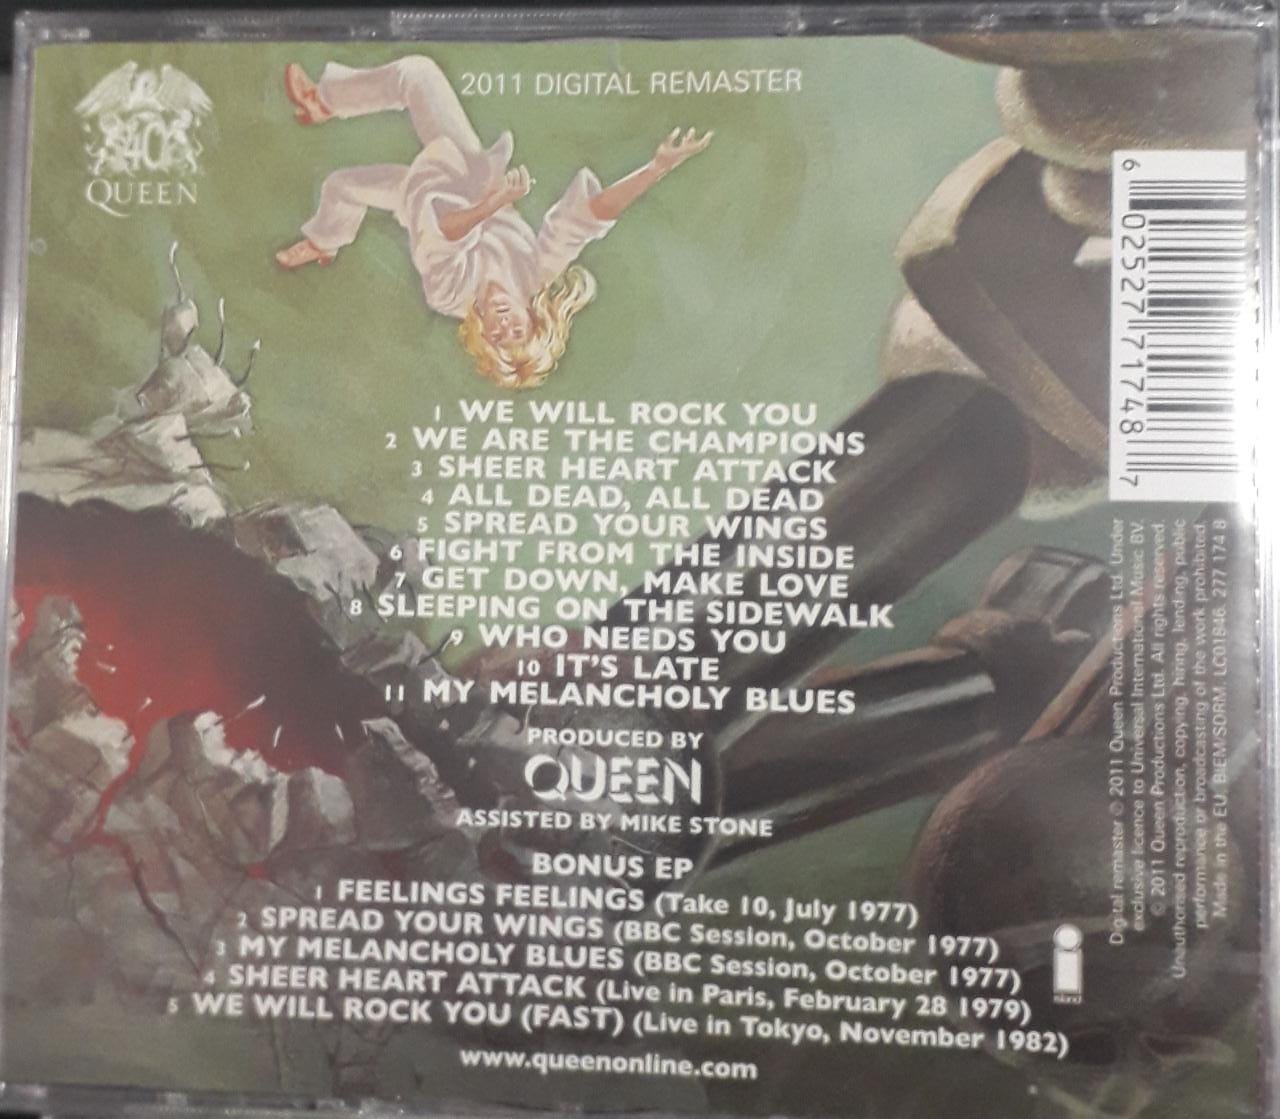 2011 DIGITAL REMASTER
40
QUEEN
1 WE WILL ROCK YOU
2 WE ARE THE CHAMPIONS
3 SHEER HEART ATTACK
4 ALL DEAD, ALL DEAD
5 SPREAD YOUR WINGS
6 FIGHT FROM THE INSIDE
7 GET DOWN, MAKE LOVE
8 SLEEPING ON THE SIDEWALK
9 WHO NEEDS YOU
10 IT'S LATE
11 MY MELANCHOLY BLUES
PRODUCED BY
QUEEN
ASSISTED BY MIKE STONE
BONUS EP
1 FEELINGS FEELINGS (Take 10, July 1977)
2 SPREAD YOUR WINGS (BBC Session, October 1977)
3 MY MELANCHOLY BLUES (BBC Session, October 1977)
4 SHEER HEART ATTACK (Live in Paris, February 28 1979)
5 WE WILL ROCK YOU (FAST) (Live in Tokyo, November 1982)
www.queenonline.com
6 02527 71748 7
Digital remaster ℗ 2011 Queen Productions Ltd. Under
exclusive licence to Universal International Music BV.
© 2011 Queen Productions Ltd. All rights reserved.
Unauthorised reproduction, copying, hiring, lending, public
performance or broadcasting of the work prohibited.
Made in the EU. BIEM/SDRM. LC01846. 277 174 8
island